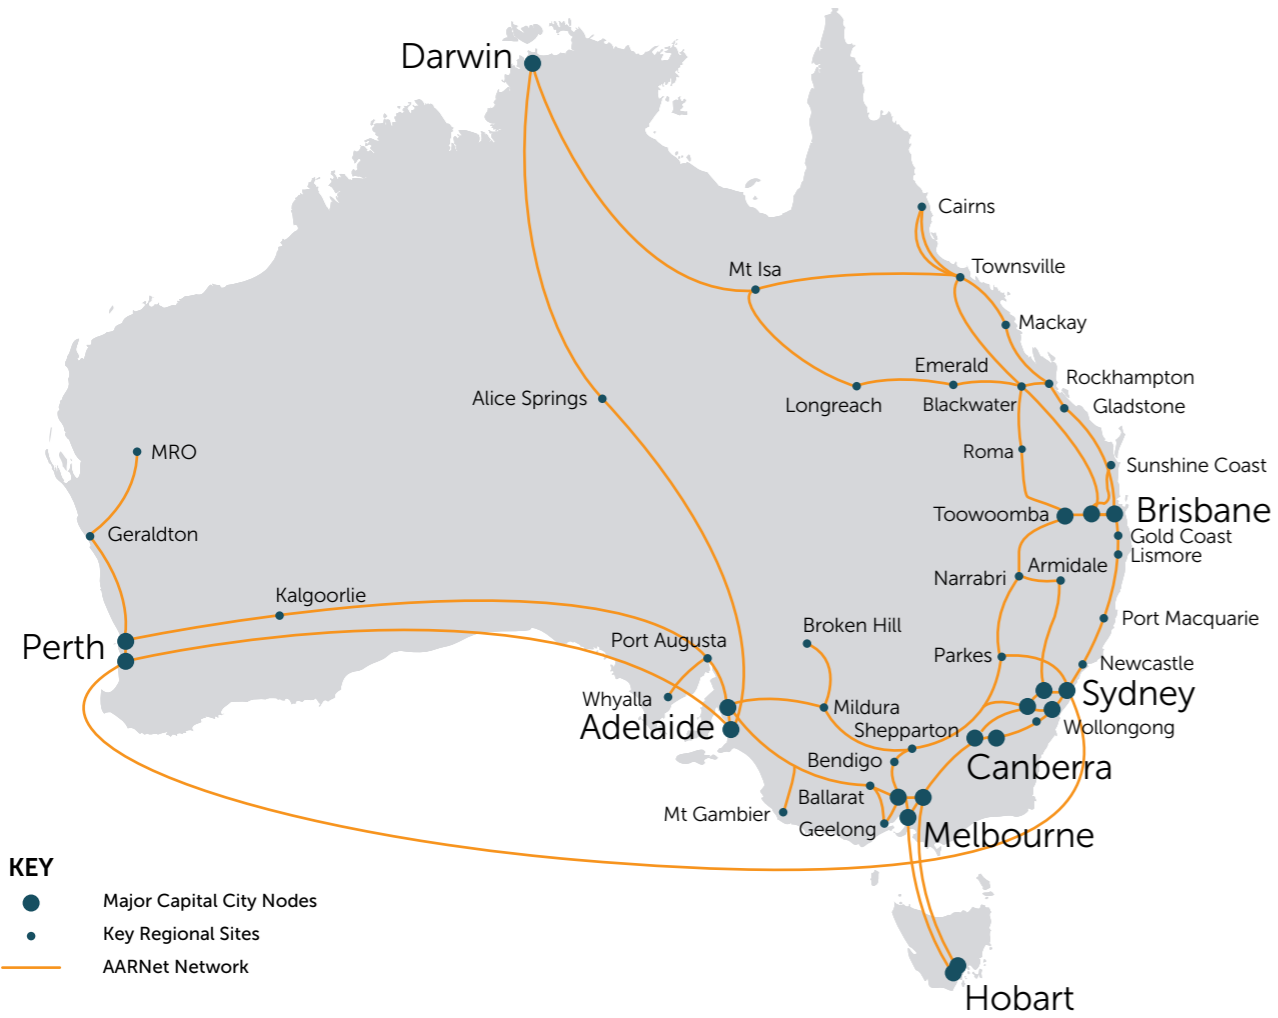 Darwin
Cairns
Mt Isa
Townsville
Mackay
Emerald
Rockhampton
Alice Springs
Longreach
Blackwater
Gladstone
MRO
Roma
Sunshine Coast
Toowoomba
Brisbane
Geraldton
Gold Coast
Lismore
Narrabri
Armidale
Kalgoorlie
Port Macquarie
Broken Hill
Perth
Port Augusta
Parkes
Newcastle
Whyalla
Sydney
Mildura
Adelaide
Shepparton
Wollongong
Bendigo
Canberra
Ballarat
Mt Gambier
Geelong
Melbourne
KEY
Major Capital City Nodes
Key Regional Sites
AARNet Network
Hobart